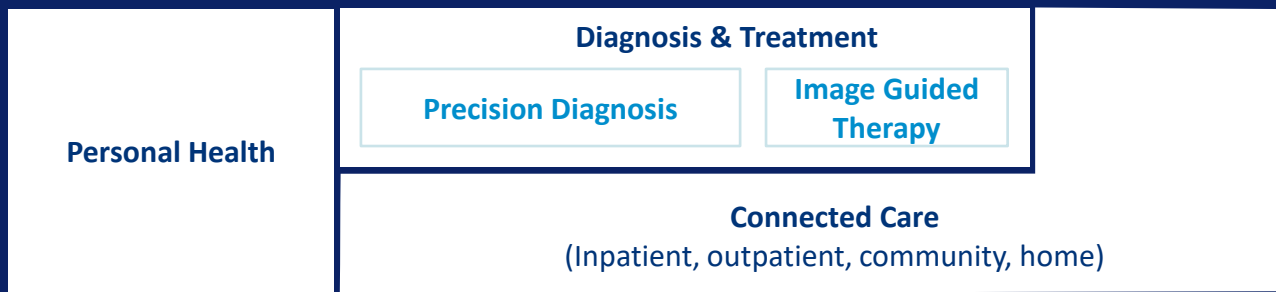 Personal Health
Diagnosis & Treatment
Precision Diagnosis
Image Guided
Therapy
Connected Care
(Inpatient, outpatient, community, home)